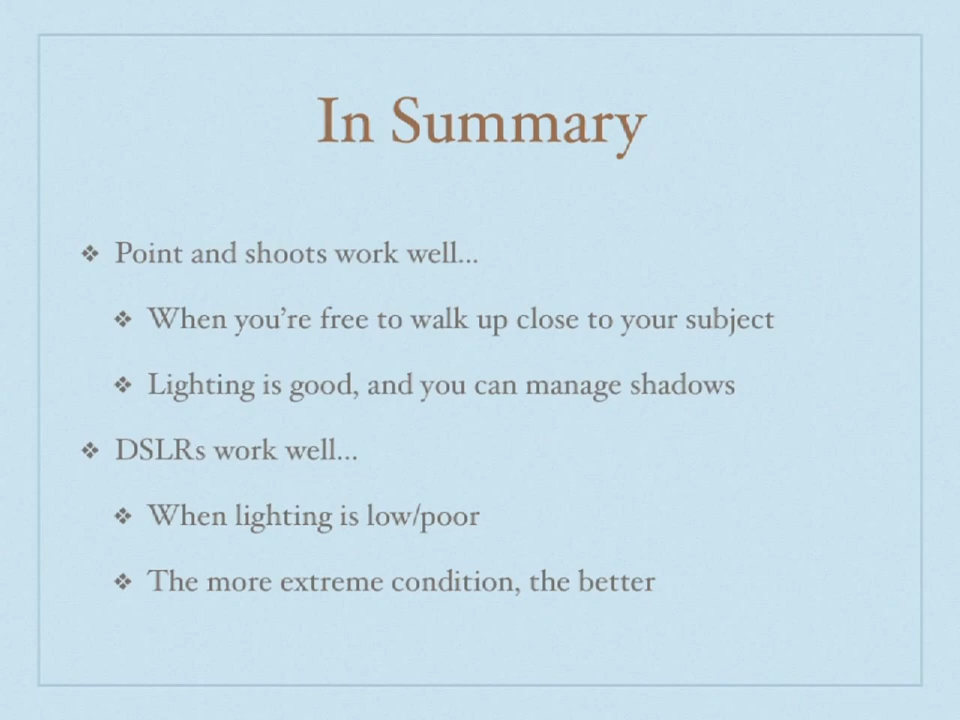 In Summary
Point and shoots work well...
When you're free to walk up close to your subject
Lighting is good, and you can manage shadows
DSLRs work well...
When lighting is low/poor
The more extreme condition, the better